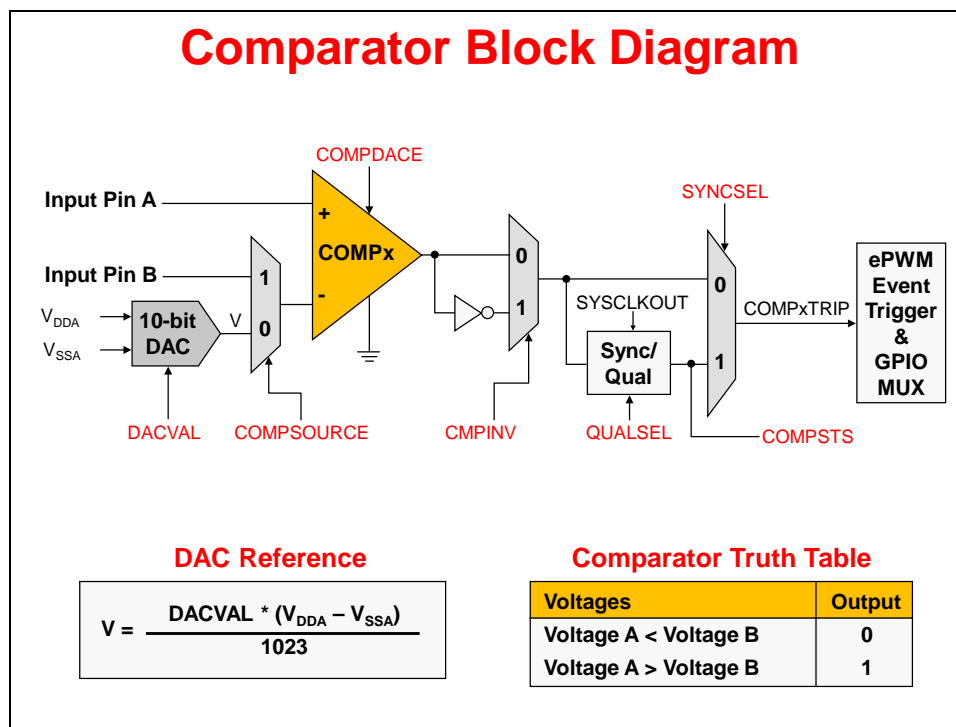 Comparator Block Diagram
COMPDACE
SYNCSEL
Input Pin A
+
COMPx
-
Input Pin B
1
0
VDDA
VSSA
10-bit
DAC
V
0
1
SYSCLKOUT
Sync/
Qual
0
1
COMPxTRIP
ePWM
Event
Trigger
&
GPIO
MUX
DACVAL
COMPSOURCE
CMPINV
QUALSEL
COMPSTS
DAC Reference
V = DACVAL * (VDDA – VSSA)
1023
Comparator Truth Table
Voltages Output
Voltage A < Voltage B 0
Voltage A > Voltage B 1